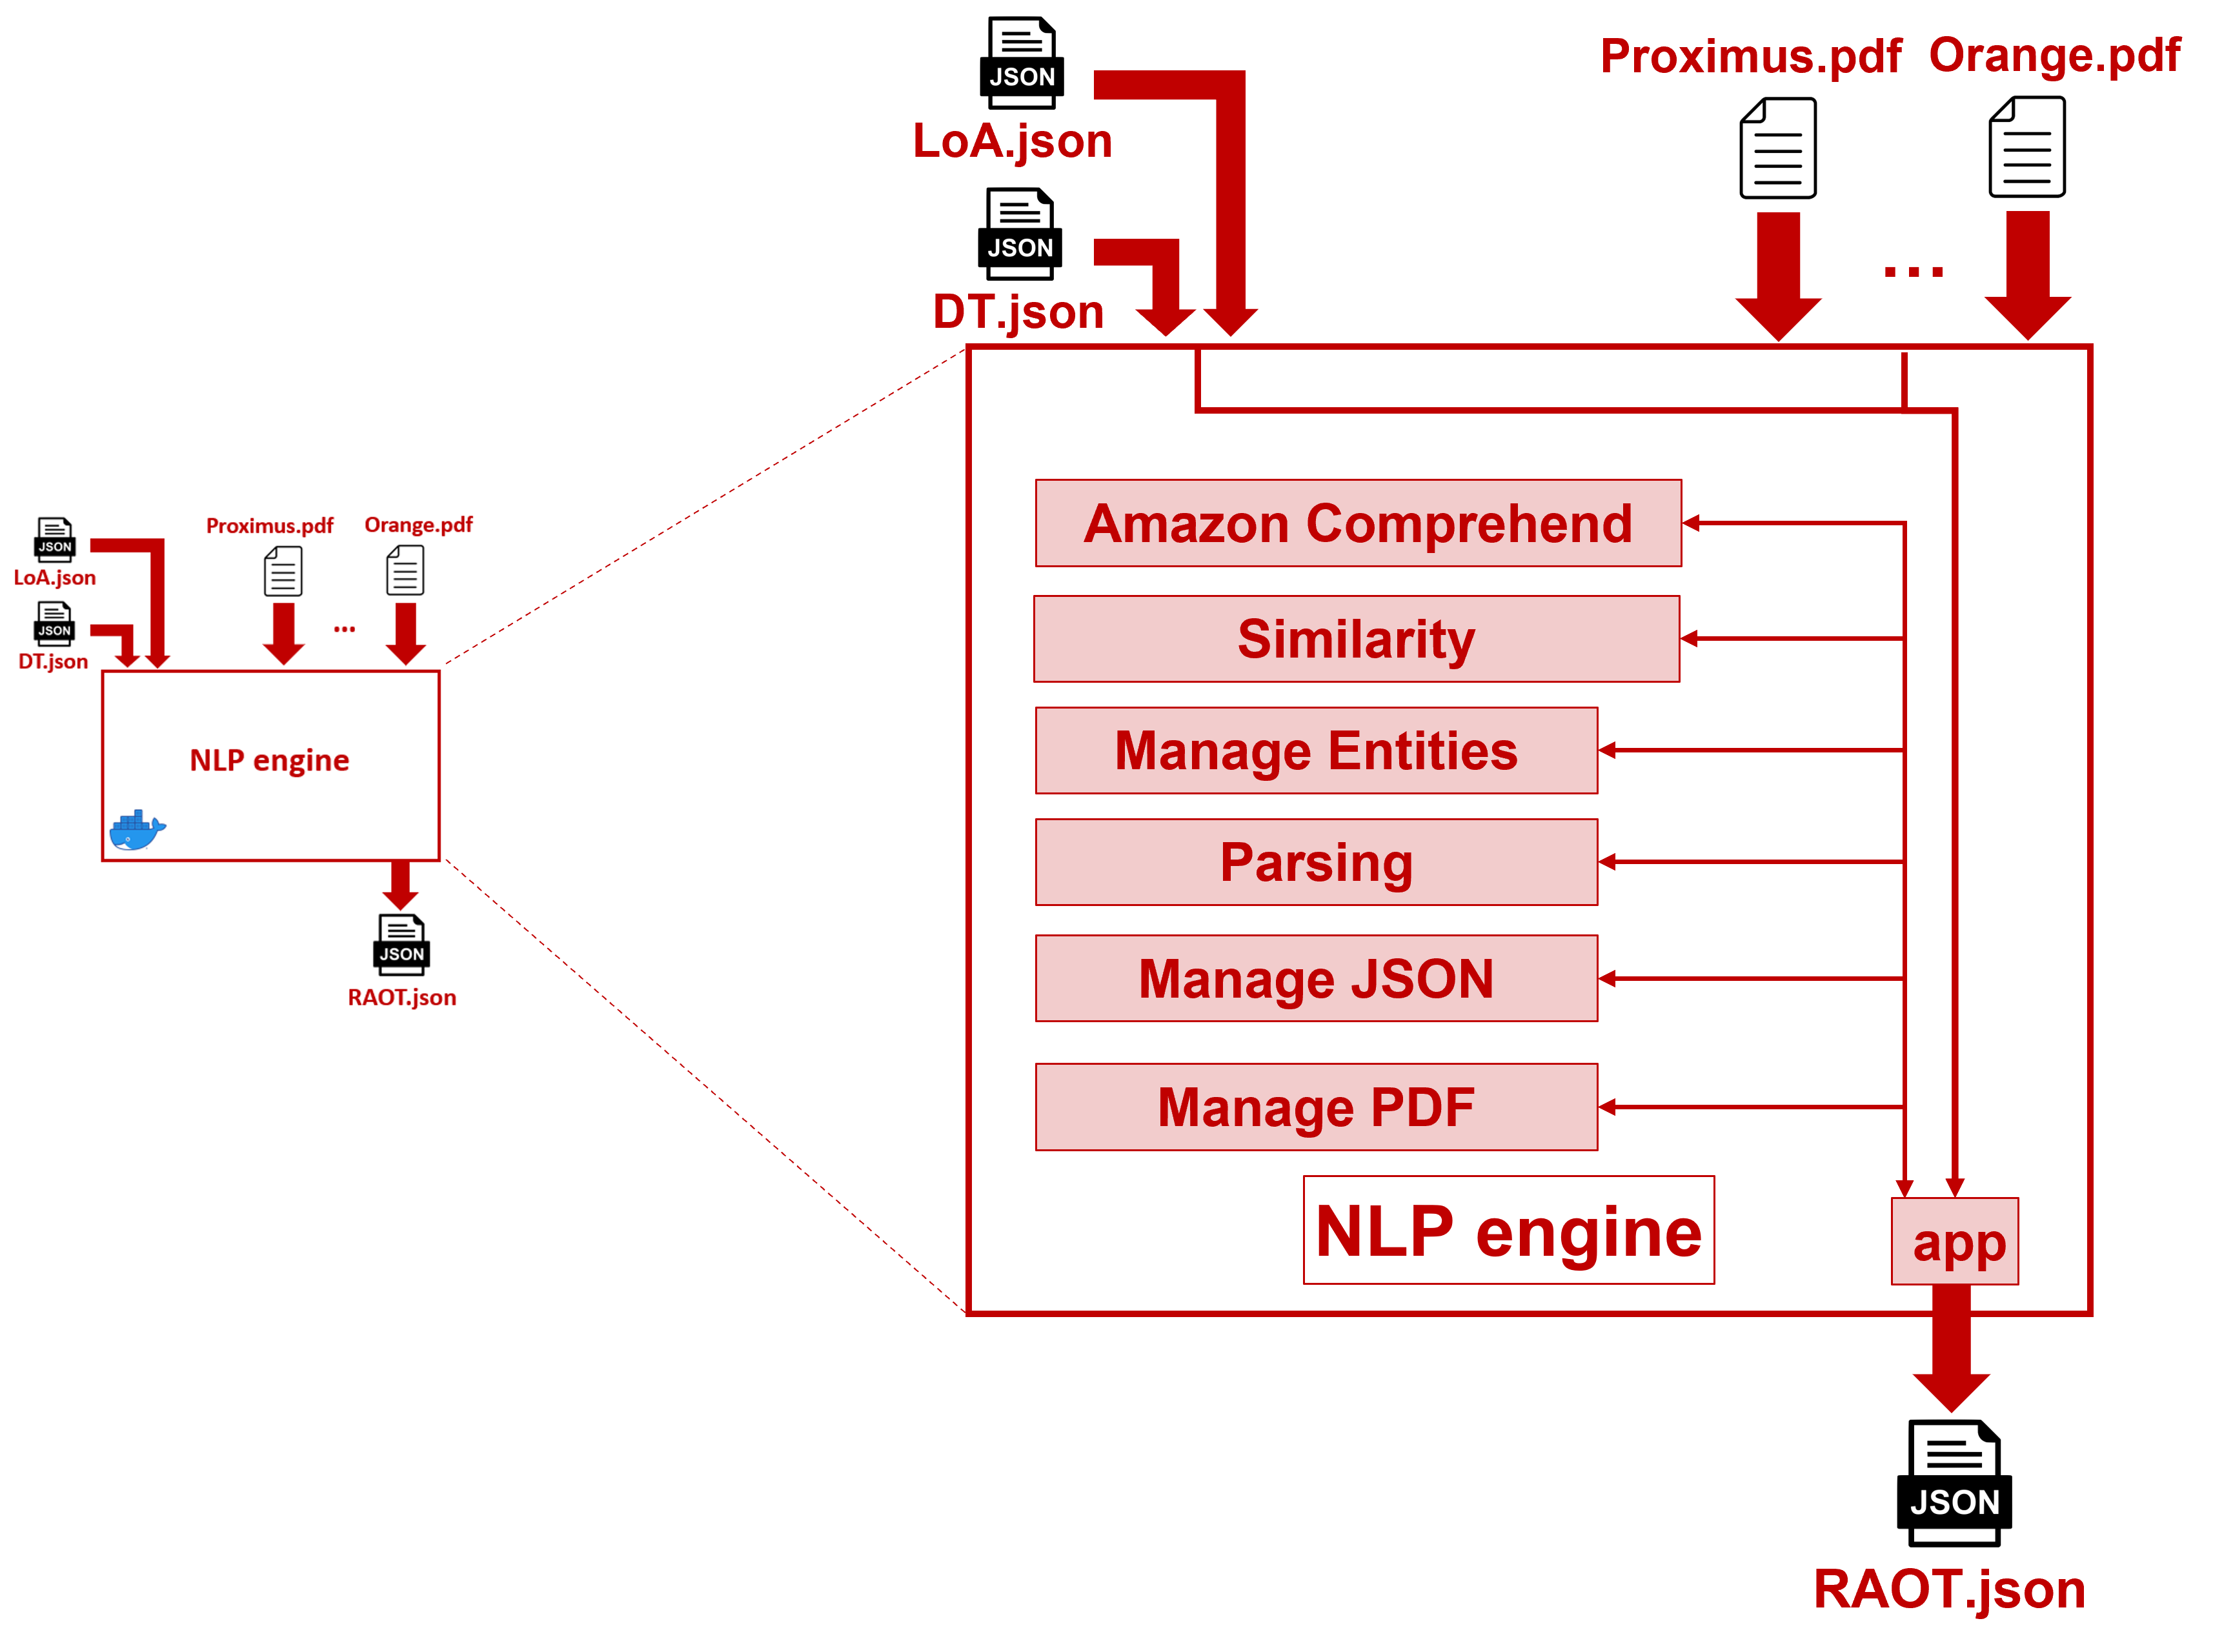 JSON
LoA.json
JSON
DT.json
Proximus.pdf
Orange.pdf
...
NLP engine
JSON
RAOT.json
JSON
LoA.json
JSON
DT.json
Proximus.pdf
Orange.pdf
...
Amazon Comprehend
Similarity
Manage Entities
Parsing
Manage JSON
Manage PDF
NLP engine
app
JSON
RAOT.json